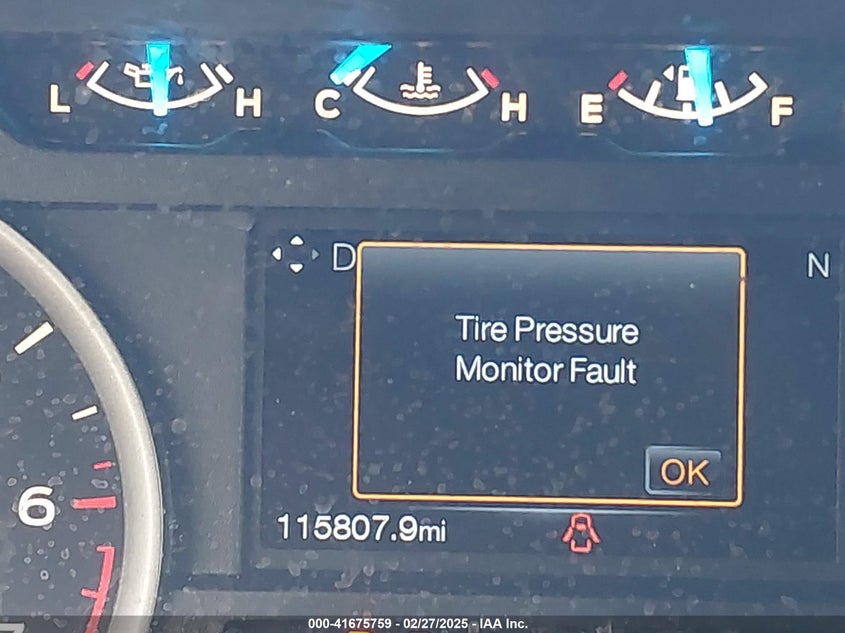 L H C H E F
D N
Tire Pressure
Monitor Fault
OK
6
115807.9mi
000-41675759 - 02/27/2025 - IAA Inc.